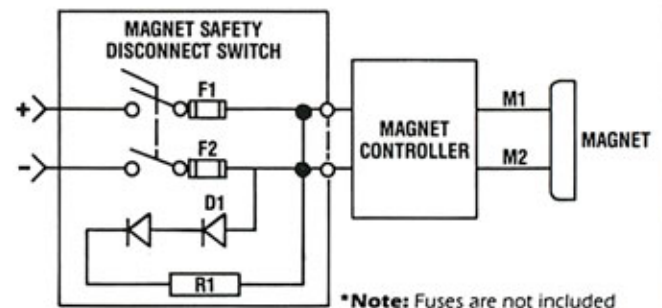 MAGNET SAFETY
DISCONNECT SWITCH
F1
+
F2
-
D1
R1
MAGNET
CONTROLLER
M1
M2
MAGNET
*Note: Fuses are not included